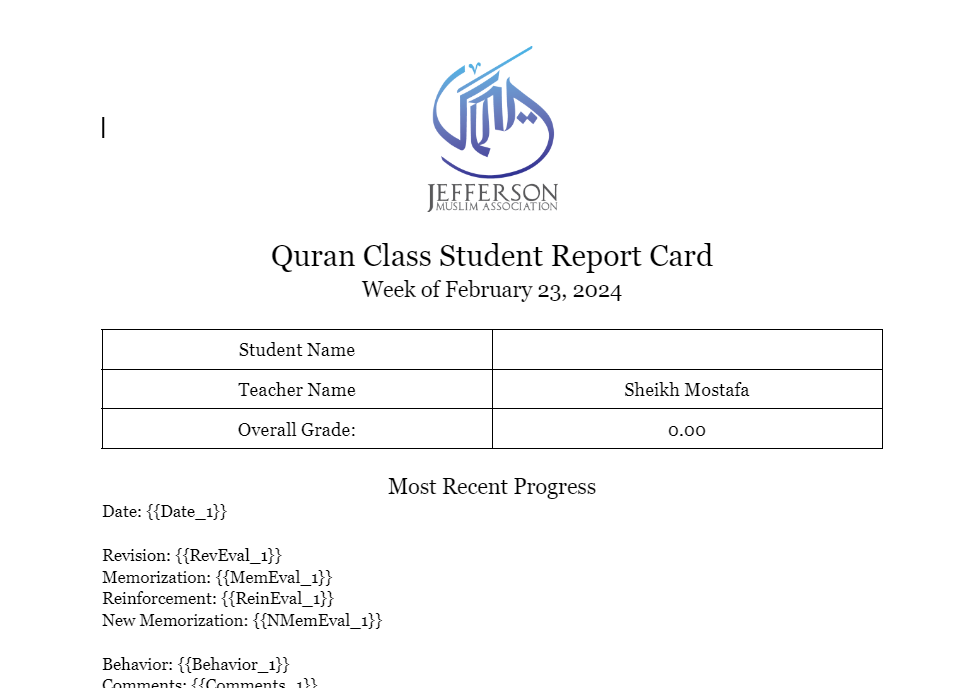 JEFFERSON
MUSLIM ASSOCIATION
Quran Class Student Report Card
Week of February 23, 2024
Student Name
Teacher Name Sheikh Mostafa
Overall Grade: 0.00
Most Recent Progress
Date: {{Date_1}}
Revision: {{RevEval_1}}
Memorization: {{MemEval_1}}
Reinforcement: {{ReinEval_1}}
New Memorization: {{NMemEval_1}}
Behavior: {{Behavior_1}}
Comments: {{Comments_1}}